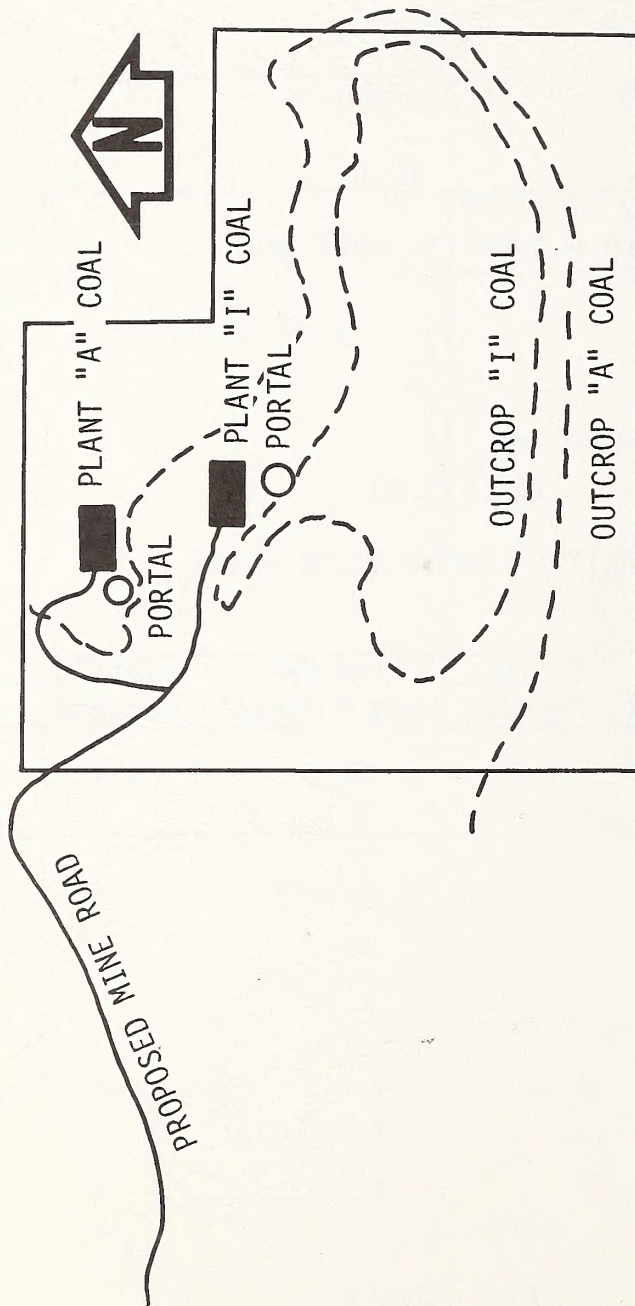 N
PLANT "A" COAL
PORTAL
PLANT "I" COAL
PORTAL
OUTCROP "I" COAL
OUTCROP "A" COAL
PROPOSED MINE ROAD